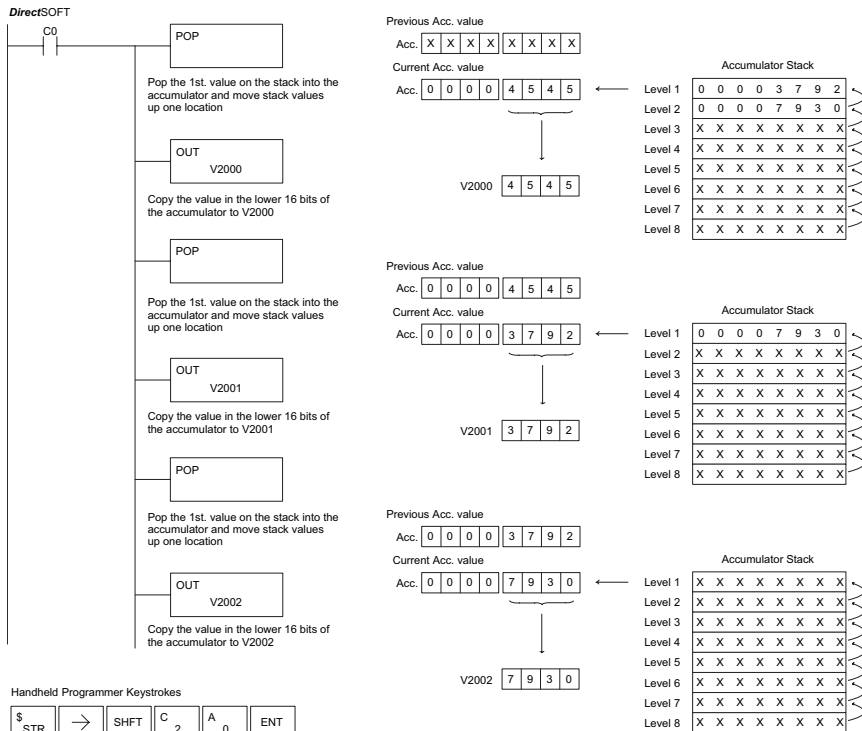 DirectSOFT
C0
POP
Pop the 1st. value on the stack into the
accumulator and move stack values
up one location
OUT
V2000
Copy the value in the lower 16 bits of
the accumulator to V2000
POP
Pop the 1st. value on the stack into the
accumulator and move stack values
up one location
OUT
V2001
Copy the value in the lower 16 bits of
the accumulator to V2001
POP
Pop the 1st. value on the stack into the
accumulator and move stack values
up one location
OUT
V2002
Copy the value in the lower 16 bits of
the accumulator to V2002
Previous Acc. value
Acc. X X X X X X X X
Current Acc. value
Acc. 0 0 0 0 4 5 4 5
V2000 4 5 4 5
Accumulator Stack
Level 1 0 0 0 0 3 7 9 2
Level 2 0 0 0 0 7 9 3 0
Level 3 X X X X X X X X
Level 4 X X X X X X X X
Level 5 X X X X X X X X
Level 6 X X X X X X X X
Level 7 X X X X X X X X
Level 8 X X X X X X X X
Previous Acc. value
Acc. 0 0 0 0 4 5 4 5
Current Acc. value
Acc. 0 0 0 0 3 7 9 2
V2001 3 7 9 2
Accumulator Stack
Level 1 0 0 0 0 7 9 3 0
Level 2 X X X X X X X X
Level 3 X X X X X X X X
Level 4 X X X X X X X X
Level 5 X X X X X X X X
Level 6 X X X X X X X X
Level 7 X X X X X X X X
Level 8 X X X X X X X X
Previous Acc. value
Acc. 0 0 0 0 3 7 9 2
Current Acc. value
Acc. 0 0 0 0 7 9 3 0
V2002 7 9 3 0
Accumulator Stack
Level 1 X X X X X X X X
Level 2 X X X X X X X X
Level 3 X X X X X X X X
Level 4 X X X X X X X X
Level 5 X X X X X X X X
Level 6 X X X X X X X X
Level 7 X X X X X X X X
Level 8 X X X X X X X X
Handheld Programmer Keystrokes
$ STR → SHFT C 2 A 0 ENT